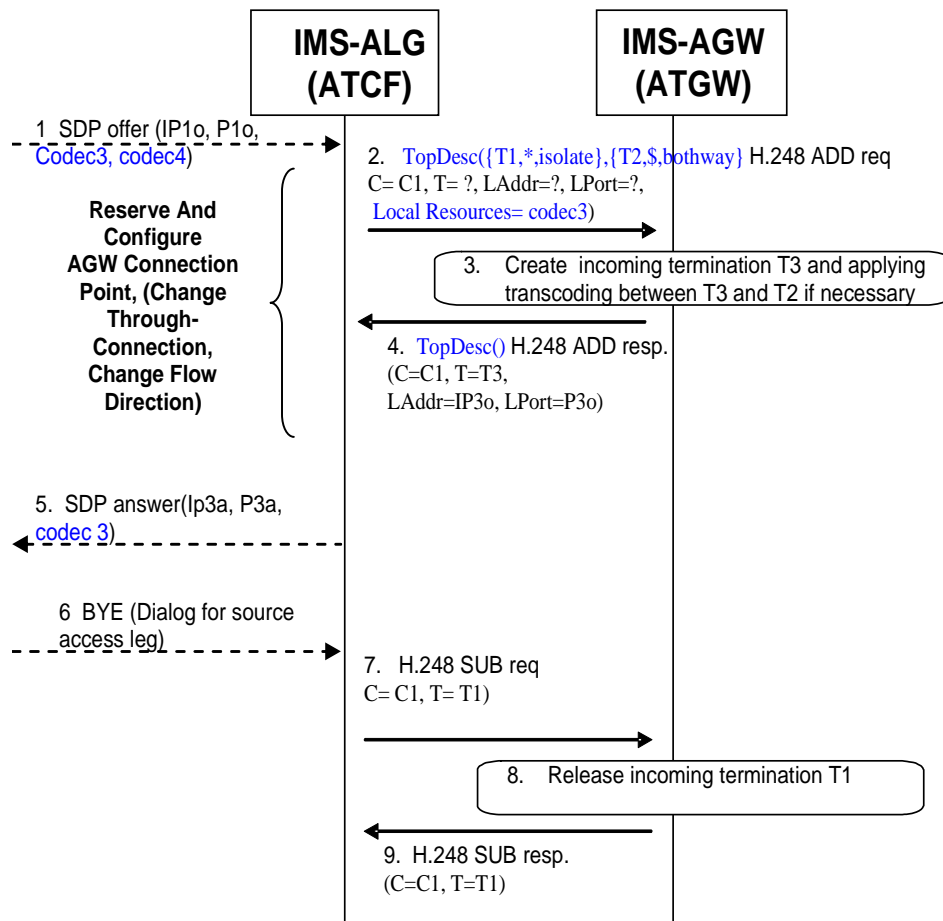 IMS-ALG
(ATCF)
IMS-AGW
(ATGW)
1 SDP offer (IP1o, P1o,
Codec3, codec4)
2. TopDesc({T1,*,isolate},{T2,$,bothway} H.248 ADD req
C= C1, T= ?, LAddr=?, LPort=?,
Local Resources= codec3)
Reserve And
Configure
AGW Connection
Point, (Change
Through-
Connection,
Change Flow
Direction)
3. Create incoming termination T3 and applying
transcoding between T3 and T2 if necessary
4. TopDesc() H.248 ADD resp.
(C=C1, T=T3,
LAddr=IP3o, LPort=P3o)
5. SDP answer(Ip3a, P3a,
codec 3)
6 BYE (Dialog for source
access leg)
7. H.248 SUB req
C= C1, T= T1)
8. Release incoming termination T1
9. H.248 SUB resp.
(C=C1, T=T1)